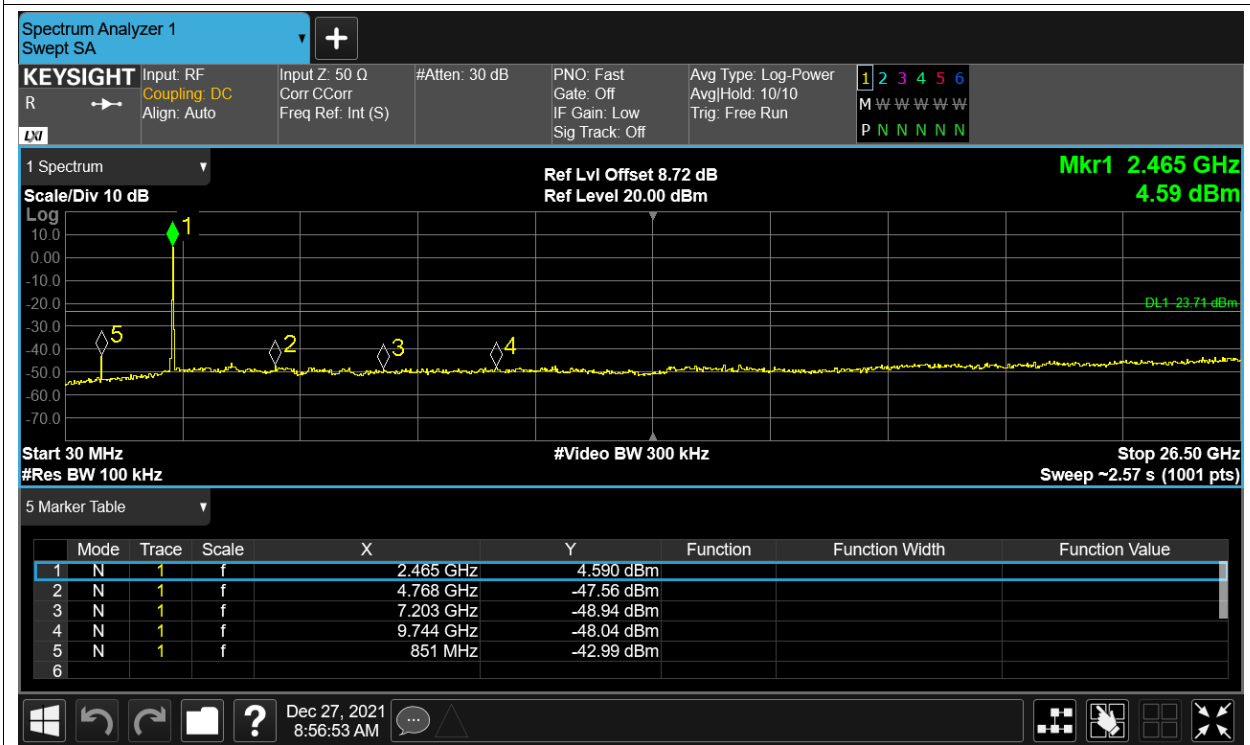 Spectrum Analyzer 1
Swept SA
KEYSIGHT Input: RF Input Z: 50 Ω #Atten: 30 dB PNO: Fast Avg Type: Log-Power 1 2 3 4 5 6
R Coupling: DC Corr CCorr Gate: Off Avg|Hold: 10/10 M W W W W W
Align: Auto Freq Ref: Int (S) IF Gain: Low Trig: Free Run
LXI Sig Track: Off P N N N N N
1 Spectrum Ref Lvl Offset 8.72 dB Mkr1 2.465 GHz
Scale/Div 10 dB Ref Level 20.00 dBm 4.59 dBm
Log
1
10.0
0.00
-10.0
-20.0 DL1 -23.71 dBm
-30.0
5 2 3 4
-40.0
-50.0
-60.0
-70.0
Start 30 MHz #Video BW 300 kHz Stop 26.50 GHz
#Res BW 100 kHz Sweep ~2.57 s (1001 pts)
5 Marker Table
Mode Trace Scale X Y Function Function Width Function Value
1 N 1 f 2.465 GHz 4.590 dBm
2 N 1 f 4.768 GHz -47.56 dBm
3 N 1 f 7.203 GHz -48.94 dBm
4 N 1 f 9.744 GHz -48.04 dBm
5 N 1 f 851 MHz -42.99 dBm
6
? Dec 27, 2021
8:56:53 AM